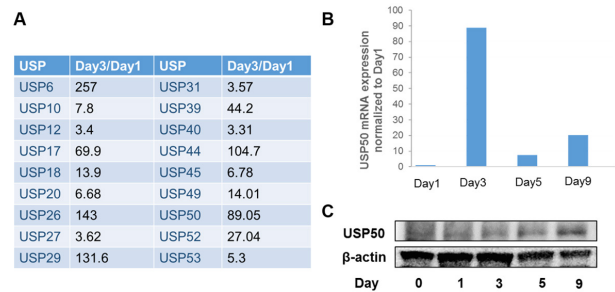 A
USP Day3/Day1 USP Day3/Day1
USP6 257 USP31 3.57
USP10 7.8 USP39 44.2
USP12 3.4 USP40 3.31
USP17 69.9 USP44 104.7
USP18 13.9 USP45 6.78
USP20 6.68 USP49 14.01
USP26 143 USP50 89.05
USP27 3.62 USP52 27.04
USP29 131.6 USP53 5.3
B
USP50 mRNA expression
normalized to Day1
100
90
80
70
60
50
40
30
20
10
0
Day1 Day3 Day5 Day9
C
USP50
β-actin
Day 0 1 3 5 9